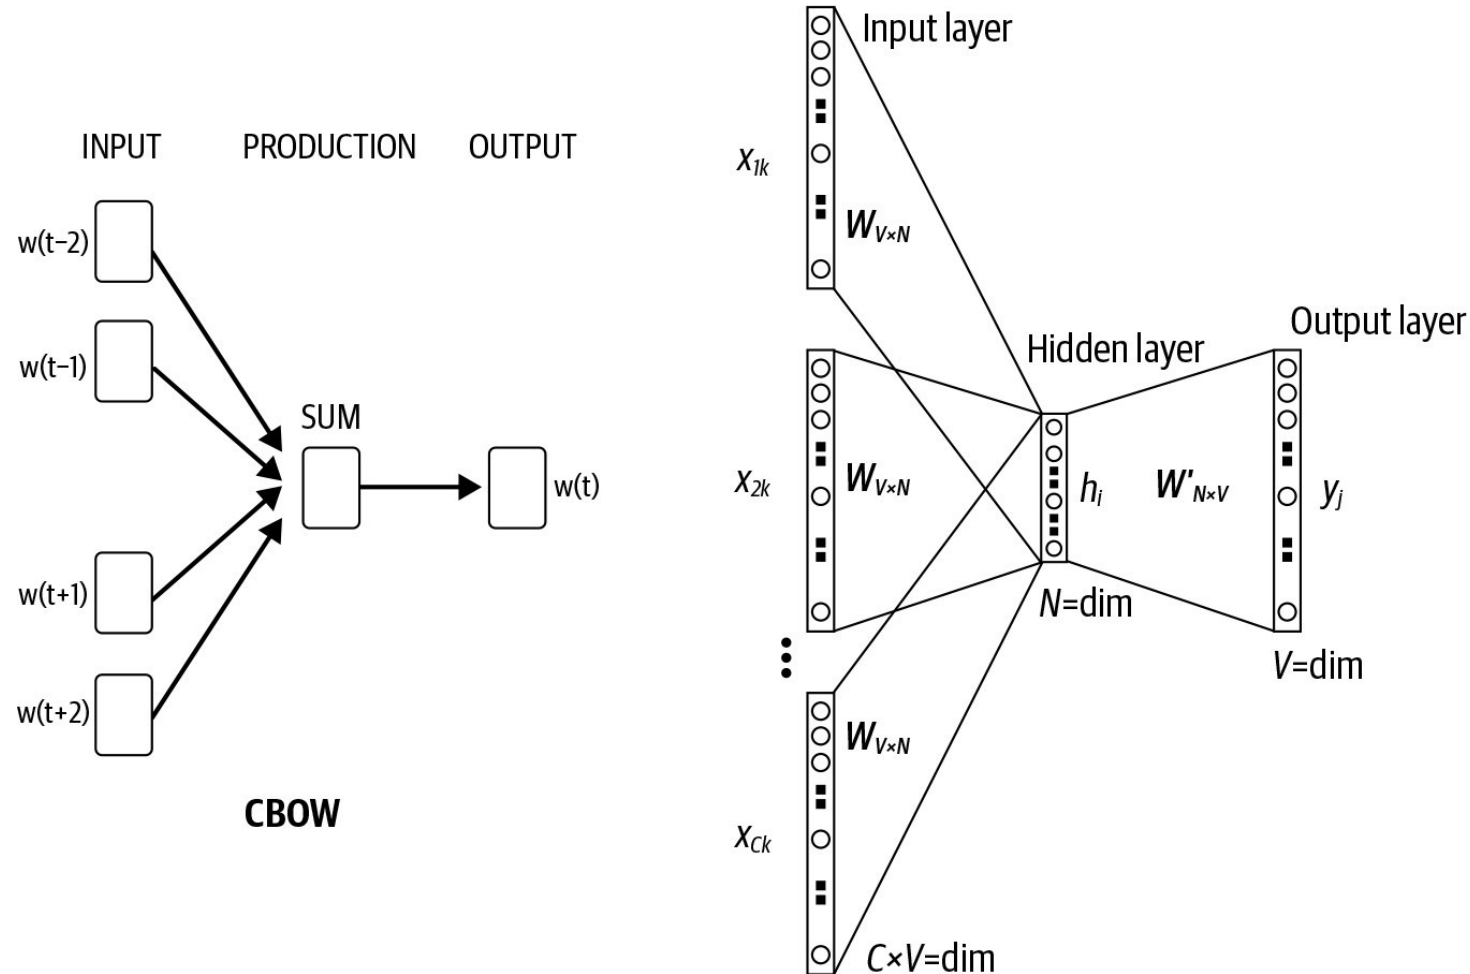 INPUT PRODUCTION OUTPUT
w(t−2)
w(t−1)
SUM
w(t)
w(t+1)
w(t+2)
CBOW
Input layer
x1k
WV×N
Hidden layer
Output layer
x2k
WV×N
hi
W'N×V
yj
N=dim
V=dim
WV×N
xCk
C×V=dim